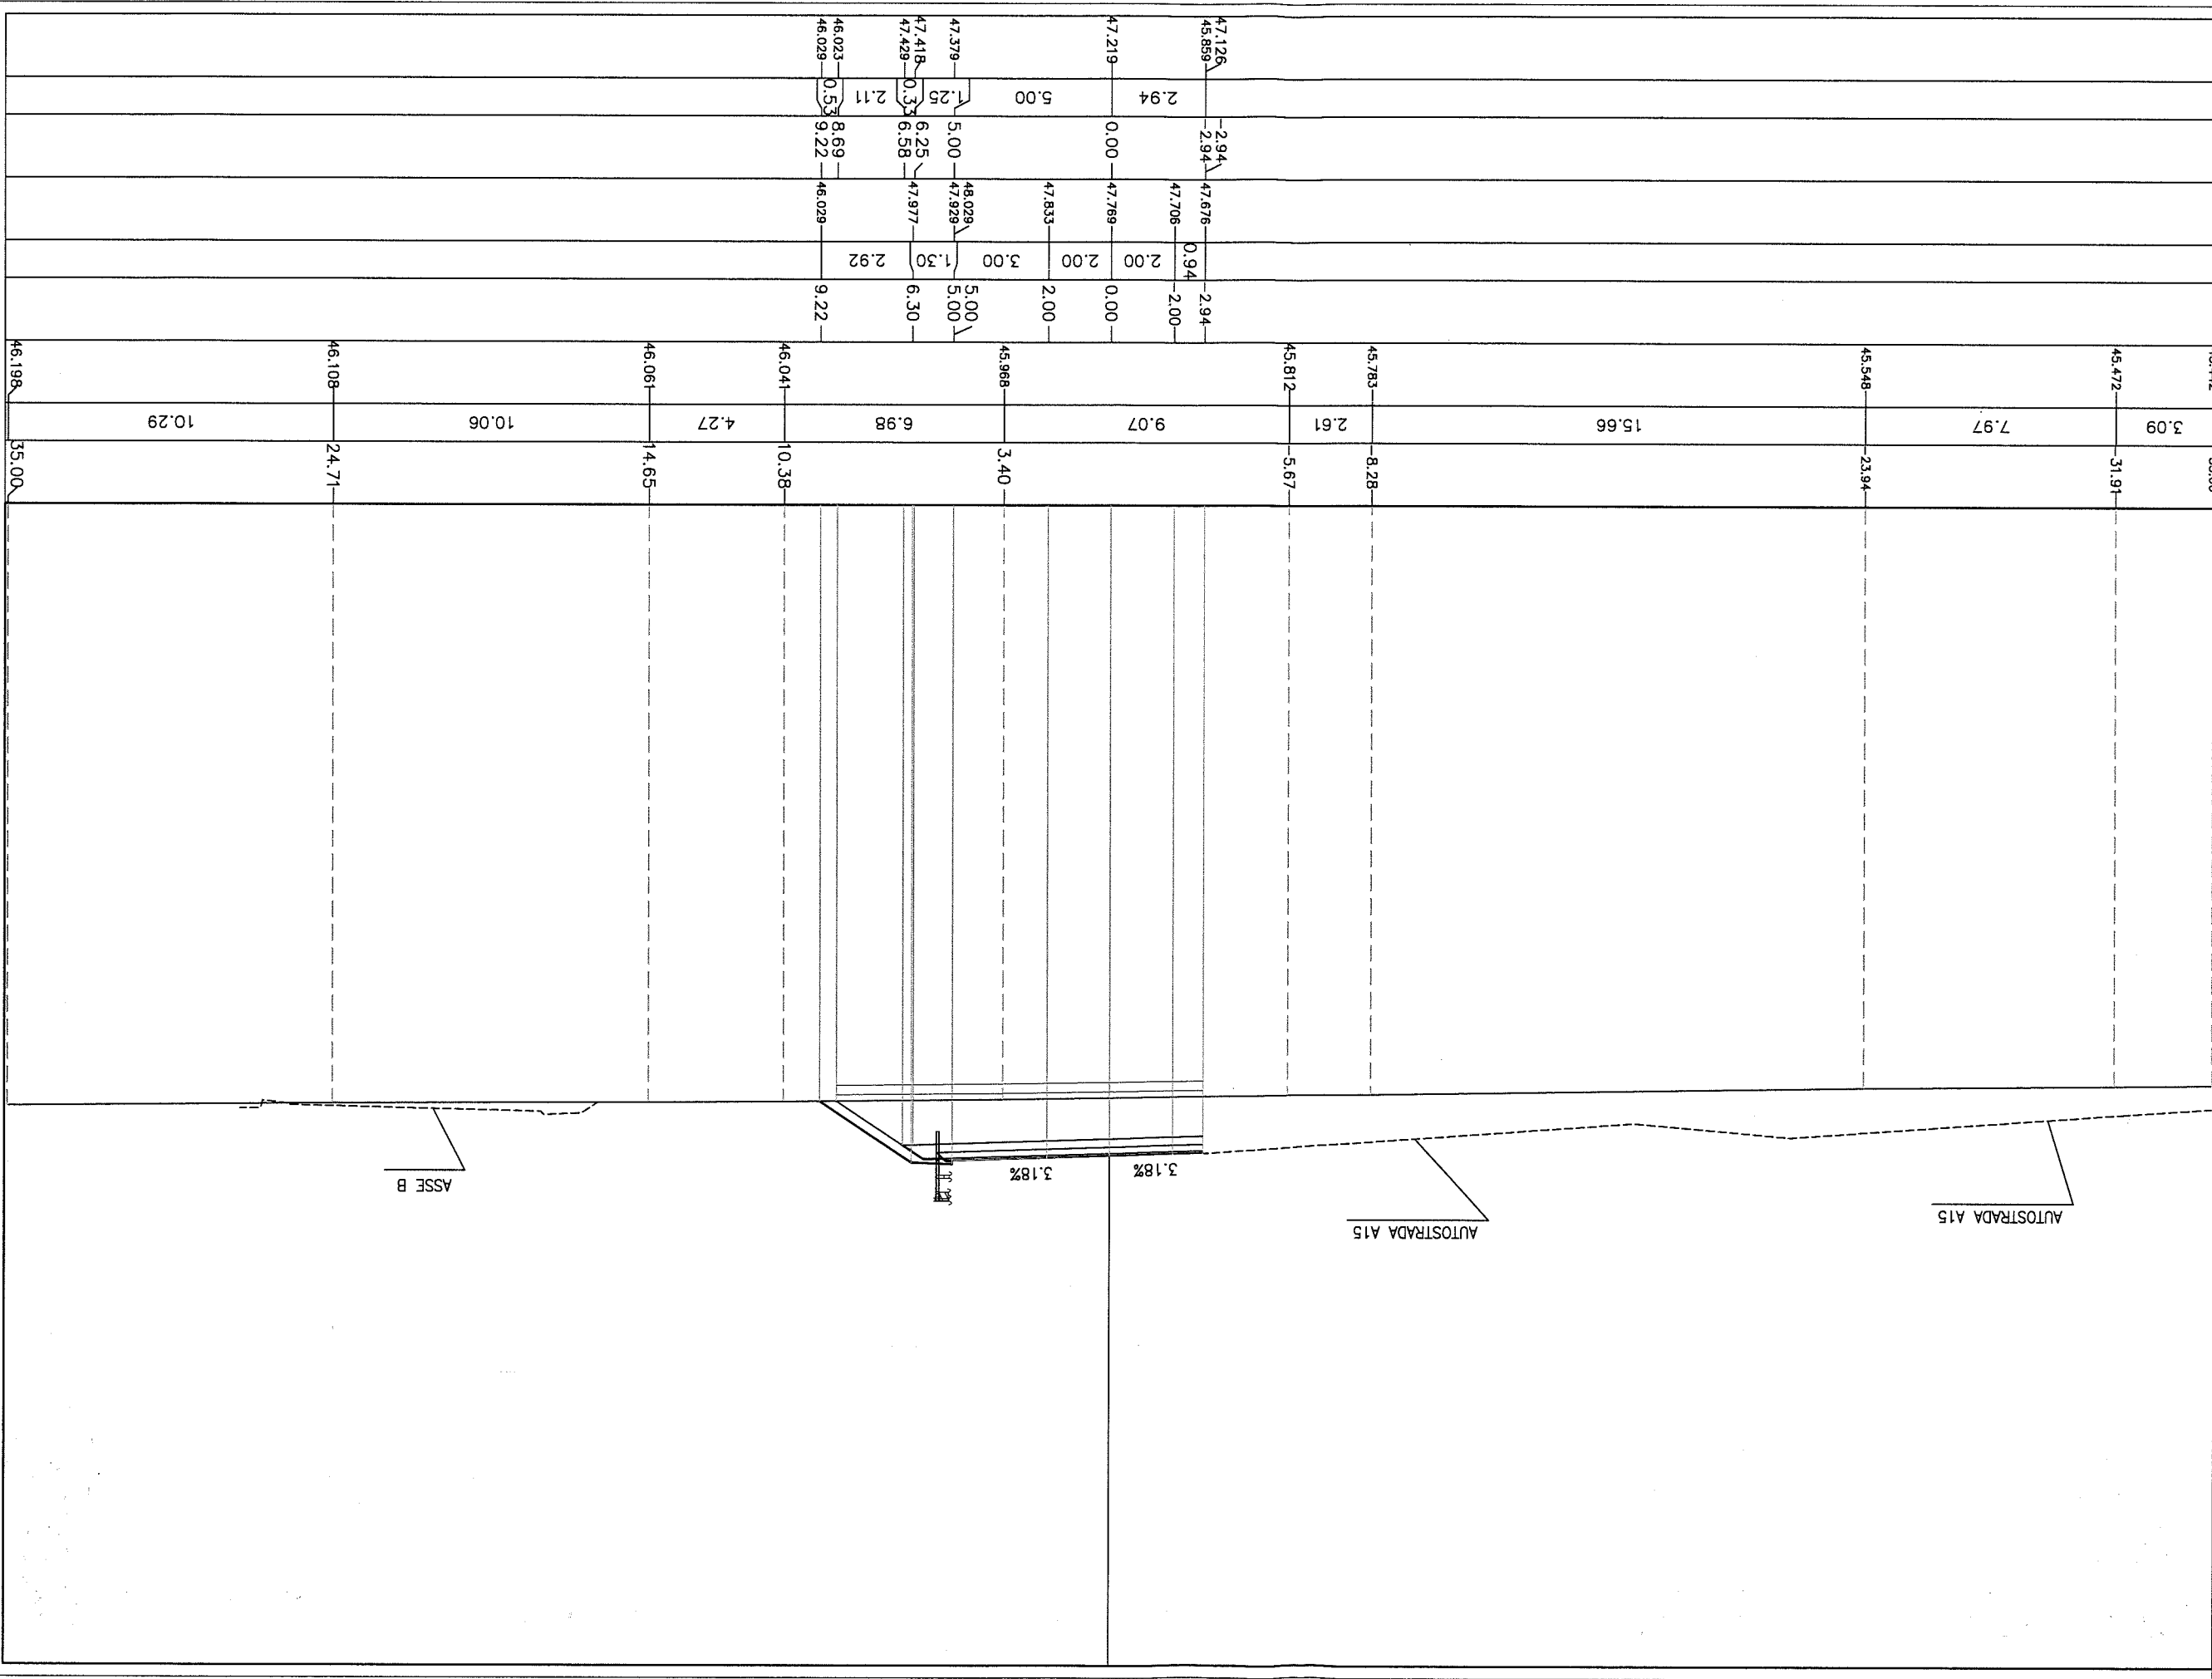 AUTOSTRADA A15
AUTOSTRADA A15
ASSE B
3.18% 3.18%
-31.91 -23.94 -8.28 -5.67 3.40 10.38 14.65 24.71 35.00
3.09 7.97 15.66 2.61 9.07 6.98 4.27 10.06 10.29
45.472 45.548 45.783 45.812 45.968 46.041 46.061 46.108 46.198
-2.94 -2.00 0.00 2.00 5.00 5.00 6.30 9.22
0.94 2.00 2.00 3.00 1.30 2.92
47.676 47.706 47.769 47.833 48.029 47.929 47.977 46.029
-2.94 -2.94 0.00 5.00 6.25 6.58 8.69 9.22
2.94 5.00 1.25 0.33 2.11 0.53
47.126 45.859 47.219 47.379 47.418 47.429 46.023 46.029